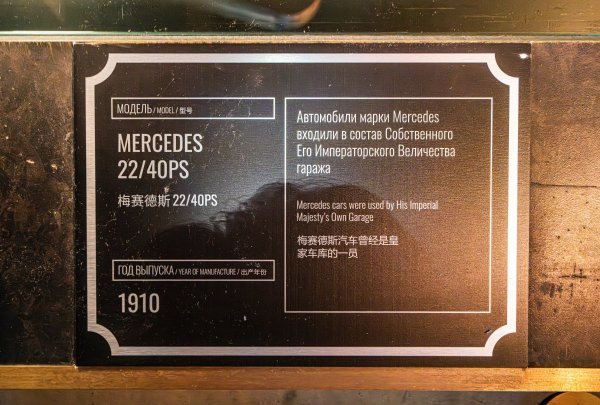 МОДЕЛЬ / MODEL / 型号
MERCEDES
22/40PS
梅赛德斯 22/40PS
ГОД ВЫПУСКА / YEAR OF MANUFACTURE / 出产年份
1910
Автомобили марки Mercedes
входили в состав Собственного
Его Императорского Величества
гаража
Mercedes cars were used by His Imperial
Majesty's Own Garage
梅赛德斯汽车曾经是皇
家车库的一员